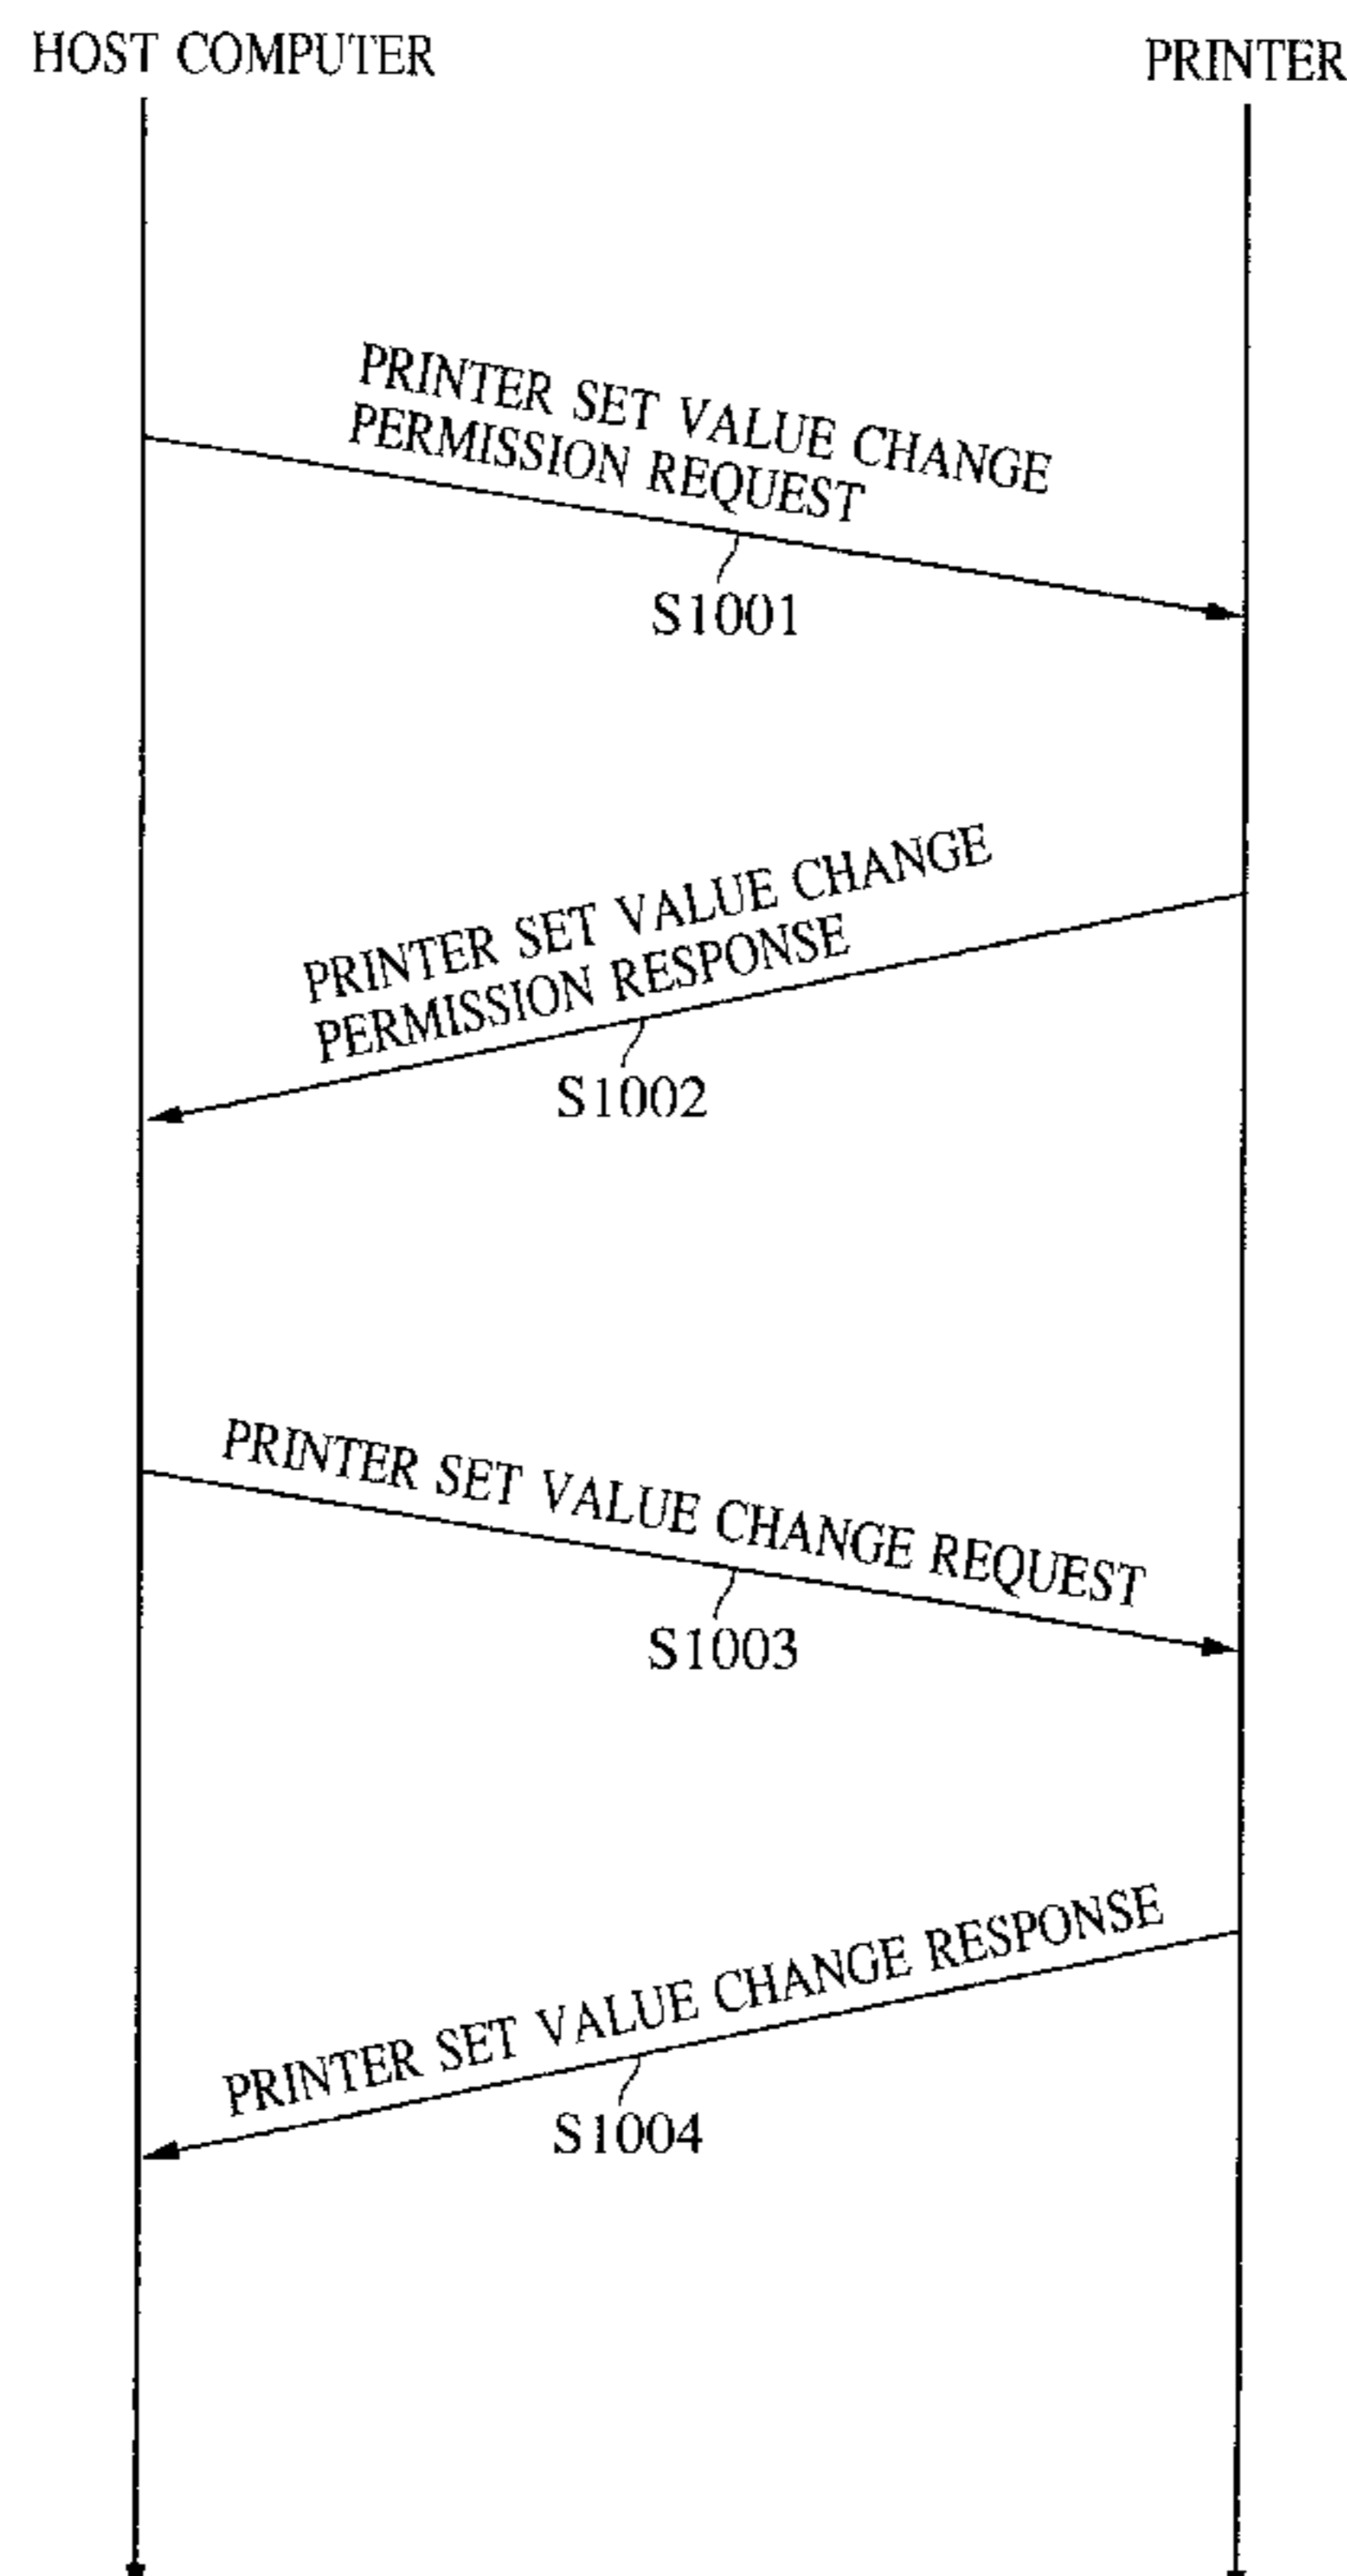 HOST COMPUTER
PRINTER
PRINTER SET VALUE CHANGE
PERMISSION REQUEST
S1001
PRINTER SET VALUE CHANGE
PERMISSION RESPONSE
S1002
PRINTER SET VALUE CHANGE REQUEST
S1003
PRINTER SET VALUE CHANGE RESPONSE
S1004